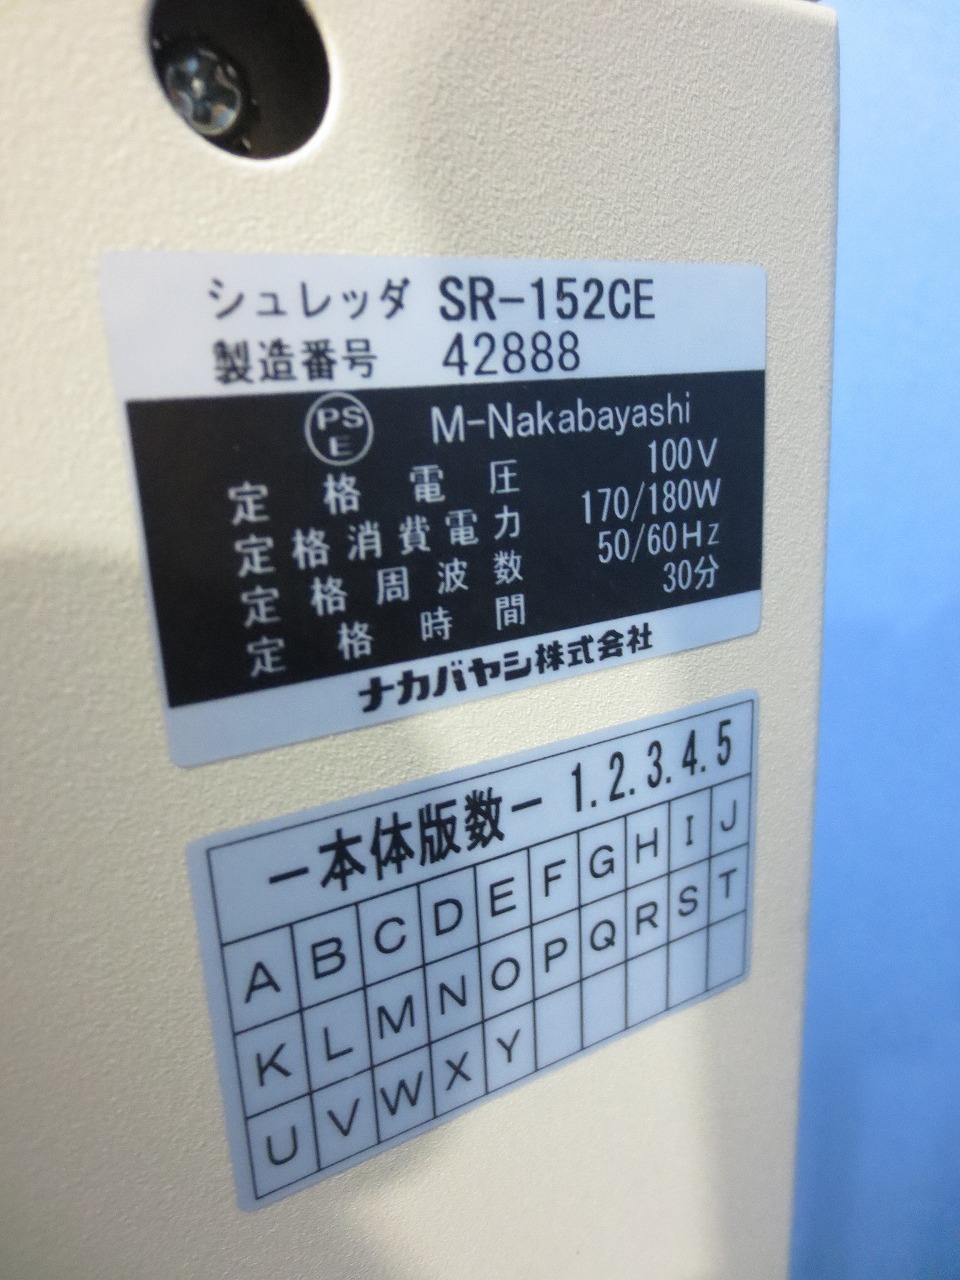 シュレッダ SR-152CE
製造番号 42888
PS
E
M-Nakabayashi
定格電圧 100V
定格消費電力 170/180W
定格周波数 50/60Hz
定格時間 30分
ナカバヤシ株式会社
-本体版数- 1.2.3.4.5
A B C D E F G H I J
K L M N O P Q R S T
U V W X Y